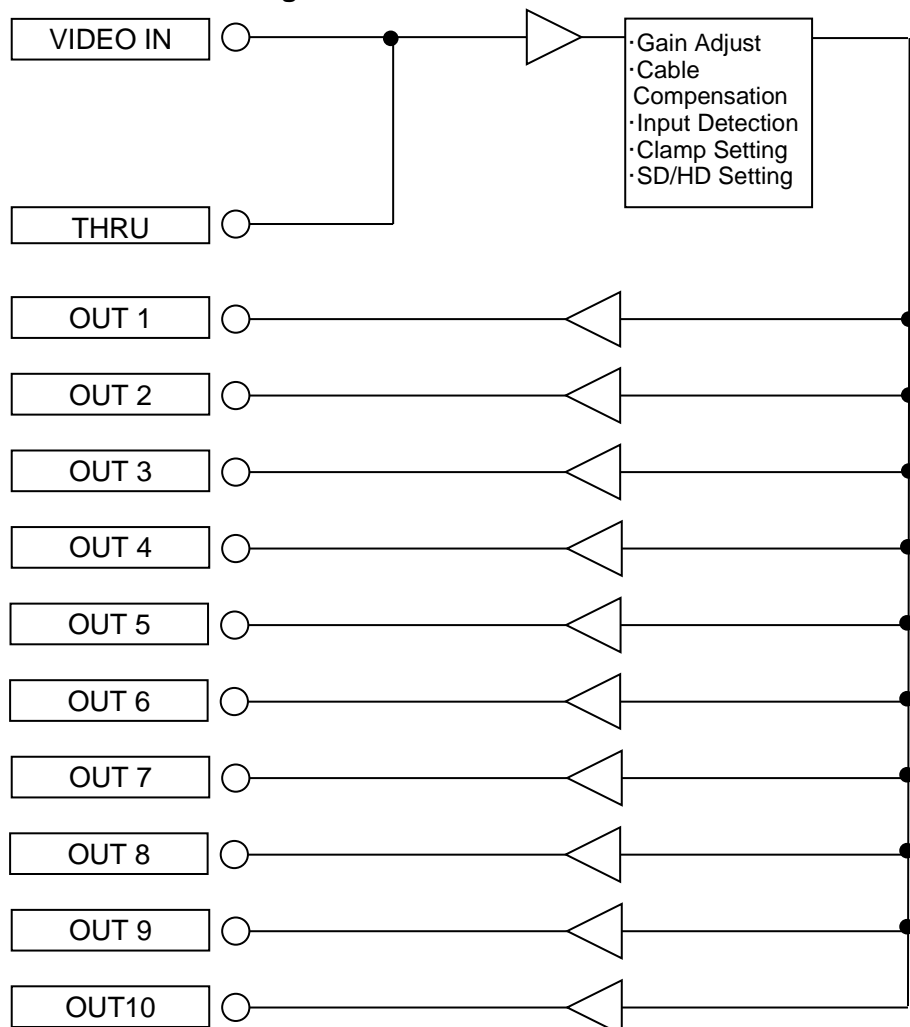 VIDEO IN
·Gain Adjust
·Cable
Compensation
·Input Detection
·Clamp Setting
·SD/HD Setting
THRU
OUT 1
OUT 2
OUT 3
OUT 4
OUT 5
OUT 6
OUT 7
OUT 8
OUT 9
OUT10